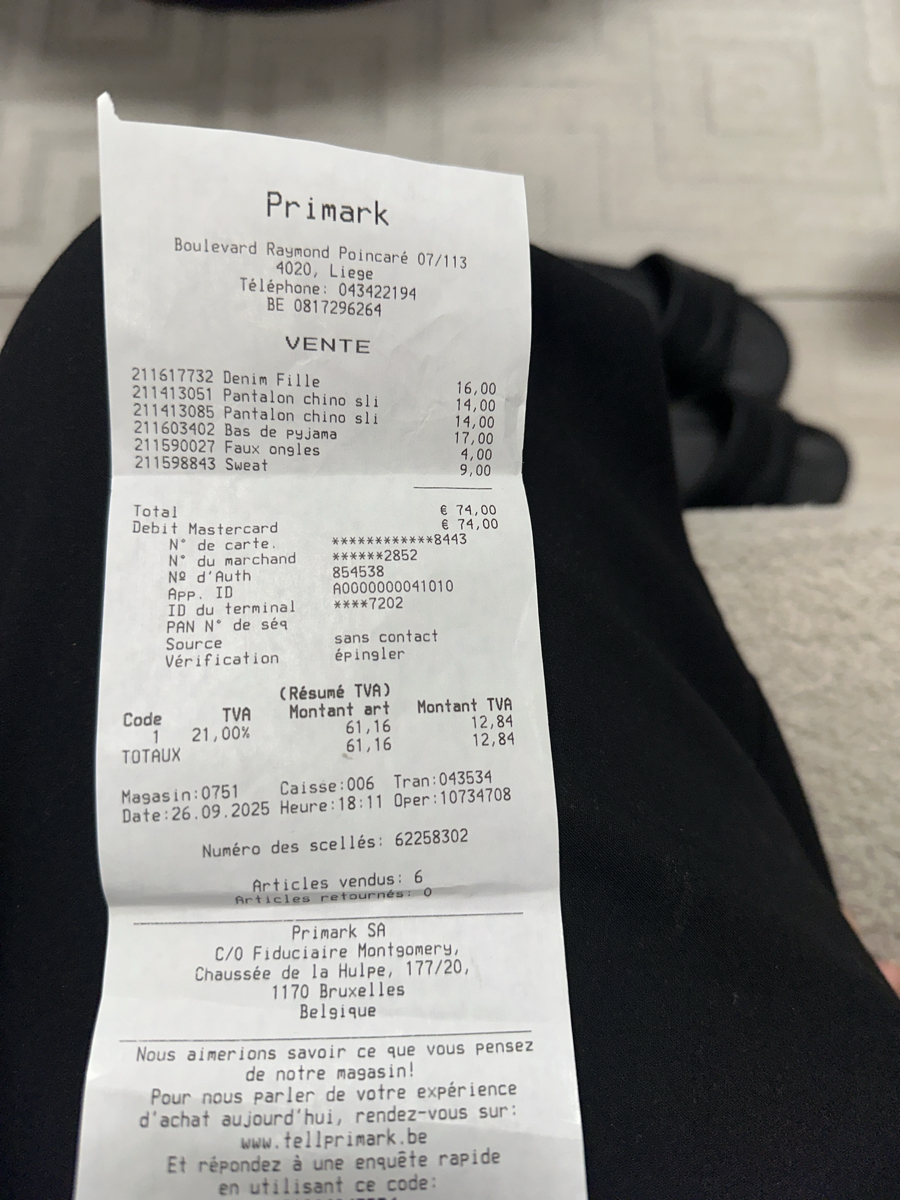 Primark
Boulevard Raymond Poincaré 07/113
4020, Liege
Téléphone: 043422194
BE 0817296264
VENTE
211617732 Denim Fille 16,00
211413051 Pantalon chino sli 14,00
211413085 Pantalon chino sli 14,00
211603402 Bas de pyjama 17,00
211590027 Faux ongles 4,00
211598843 Sweat 9,00
Total € 74,00
Debit Mastercard € 74,00
N° de carte. ************8443
N° du marchand ******2852
Nº d'Auth 854538
App. ID A0000000041010
ID du terminal ****7202
PAN N° de séq
Source sans contact
Vérification épingler
(Résumé TVA)
Code TVA Montant art Montant TVA
1 21,00% 61,16 12,84
TOTAUX 61,16 12,84
Magasin:0751 Caisse:006 Tran:043534
Date:26.09.2025 Heure:18:11 Oper:10734708
Numéro des scellés: 62258302
Articles vendus: 6
Articles retournés: 0
Primark SA
C/O Fiduciaire Montgomery,
Chaussée de la Hulpe, 177/20,
1170 Bruxelles
Belgique
Nous aimerions savoir ce que vous pensez
de notre magasin!
Pour nous parler de votre expérience
d'achat aujourd'hui, rendez-vous sur:
www.tellprimark.be
Et répondez à une enquête rapide
en utilisant ce code: